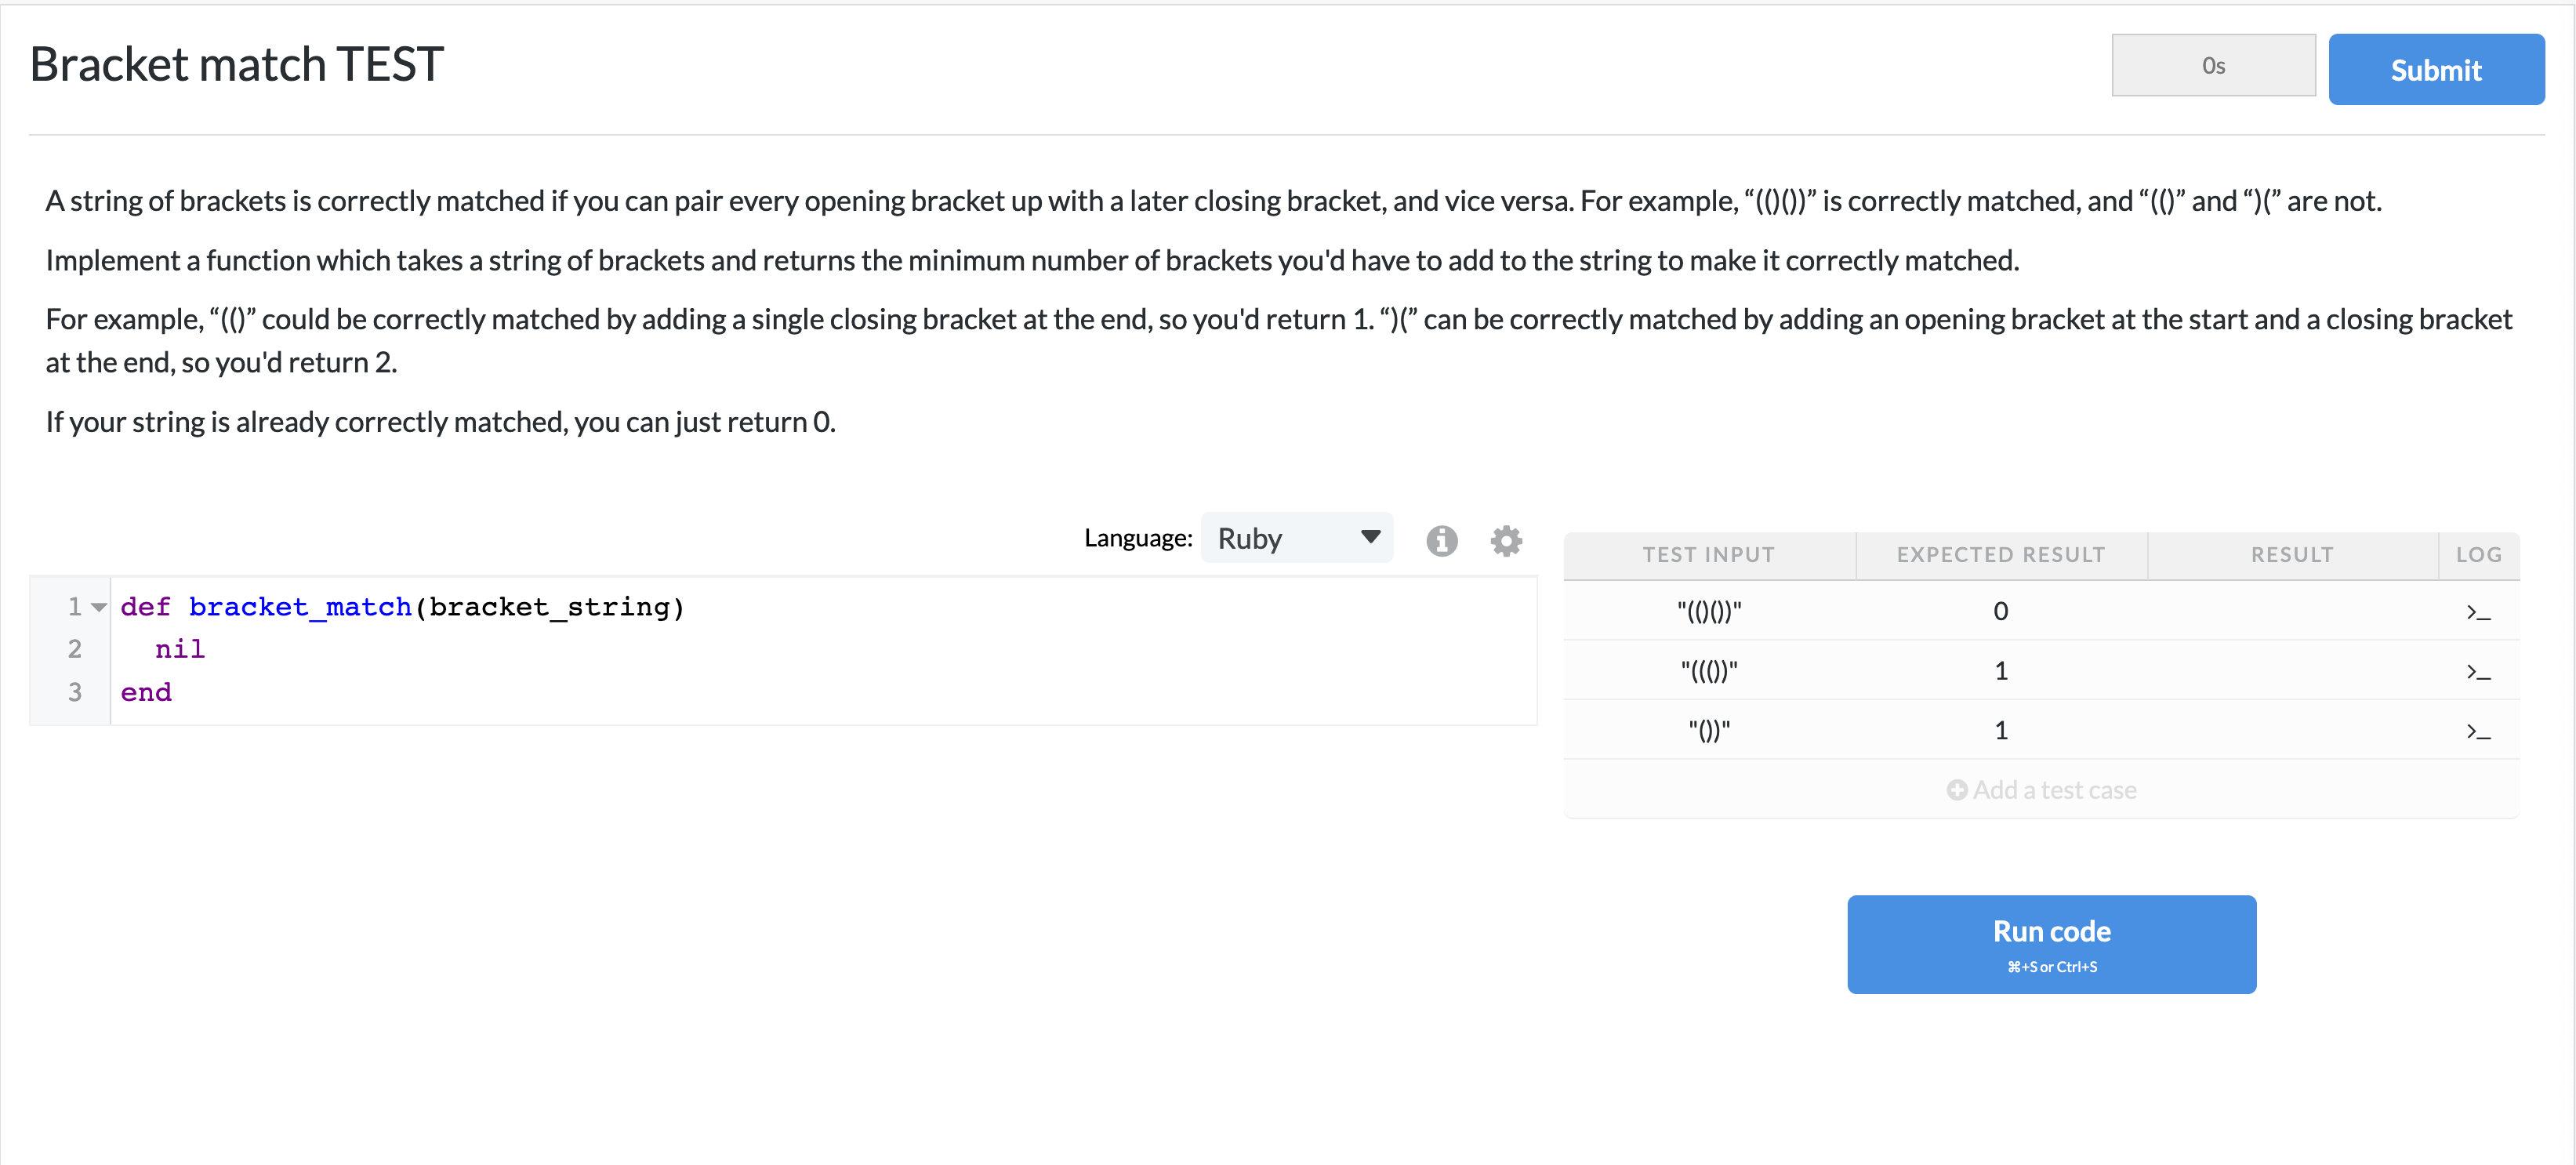 Bracket match TEST
0s
Submit
A string of brackets is correctly matched if you can pair every opening bracket up with a later closing bracket, and vice versa. For example, “(()())” is correctly matched, and “(()” and “)(” are not.
Implement a function which takes a string of brackets and returns the minimum number of brackets you'd have to add to the string to make it correctly matched.
For example, “(()” could be correctly matched by adding a single closing bracket at the end, so you'd return 1. “)(” can be correctly matched by adding an opening bracket at the start and a closing bracket
at the end, so you'd return 2.
If your string is already correctly matched, you can just return 0.
Language: Ruby
1 def bracket_match(bracket_string)
2 nil
3 end
TEST INPUT EXPECTED RESULT RESULT LOG
"(()())" 0 >_
"((())" 1 >_
"())" 1 >_
Add a test case
Run code
⌘+S or Ctrl+S